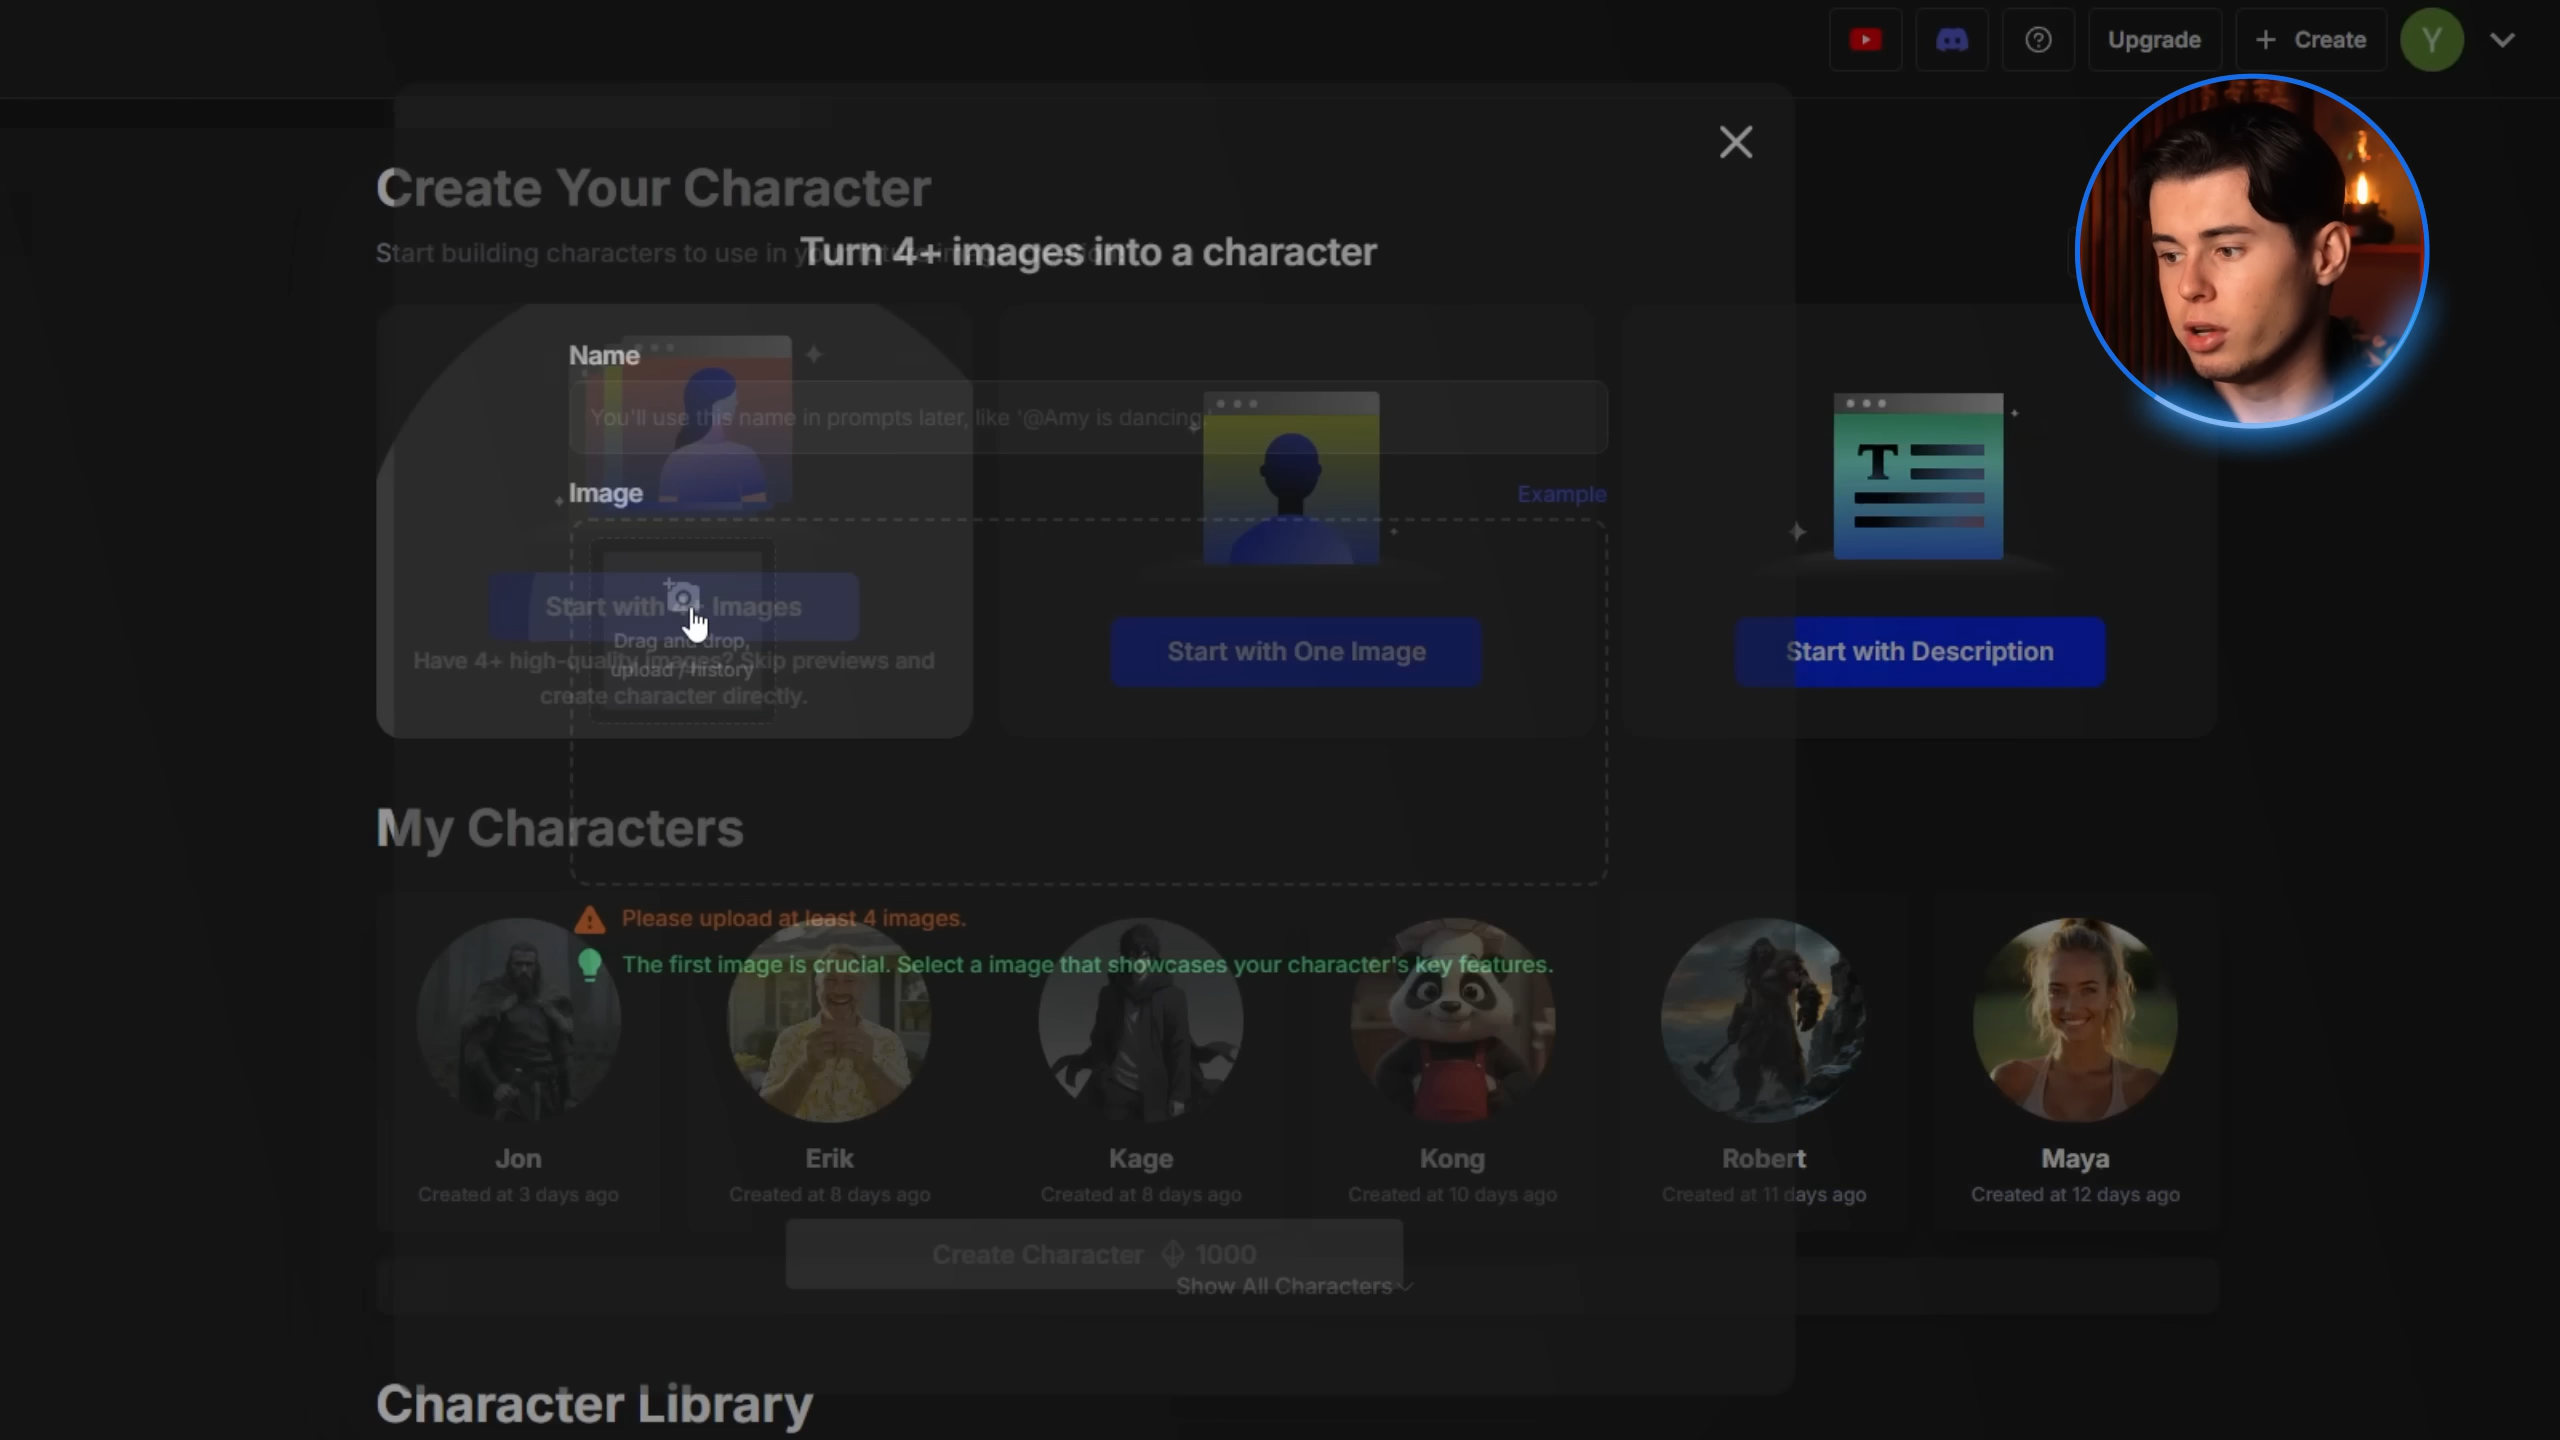 Upgrade
+ Create
Y
Create Your Character
Start building characters to use in
Turn 4+ images into a character
Name
You'll use this name in prompts later, like '@Amy is dancing.'
Image
Example
T
Start with 4+ Images
Drag and drop,
upload / history
Have 4+ high-quality images? Skip previews and
create character directly.
Start with One Image
Start with Description
My Characters
Please upload at least 4 images.
The first image is crucial. Select a image that showcases your character's key features.
Jon
Created at 3 days ago
Erik
Created at 8 days ago
Kage
Created at 8 days ago
Kong
Created at 10 days ago
Robert
Created at 11 days ago
Maya
Created at 12 days ago
Create Character 1000
Show All Characters
Character Library